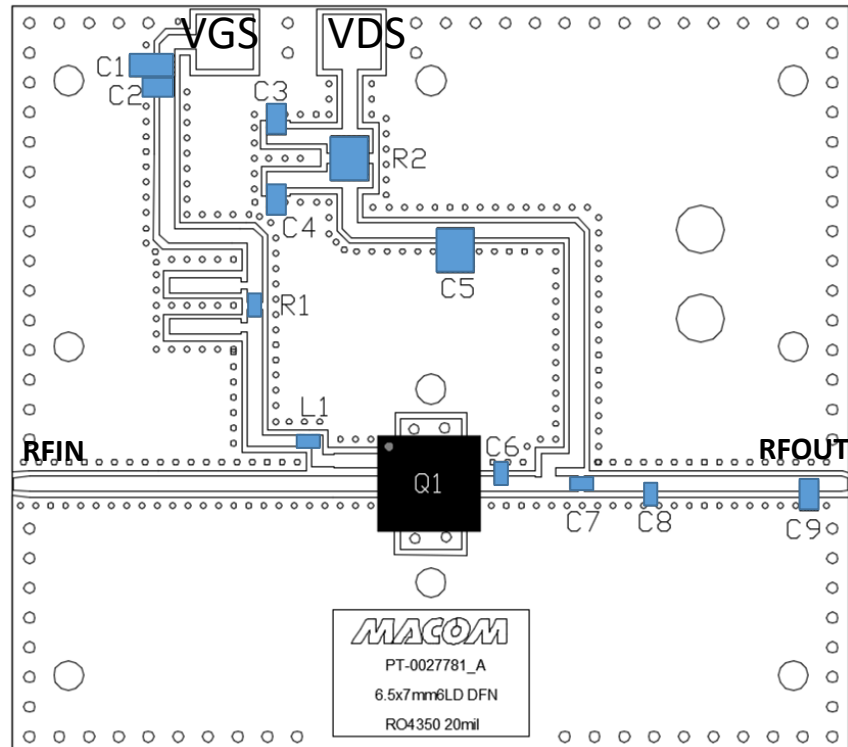 VGS VDS
C1
C2
C3
R2
C4
C5
R1
L1
RFIN
C6
RFOUT
Q1
C7
C8
C9
MACOM
PT-0027781_A
6.5x7mm6LD DFN
RO4350 20mil